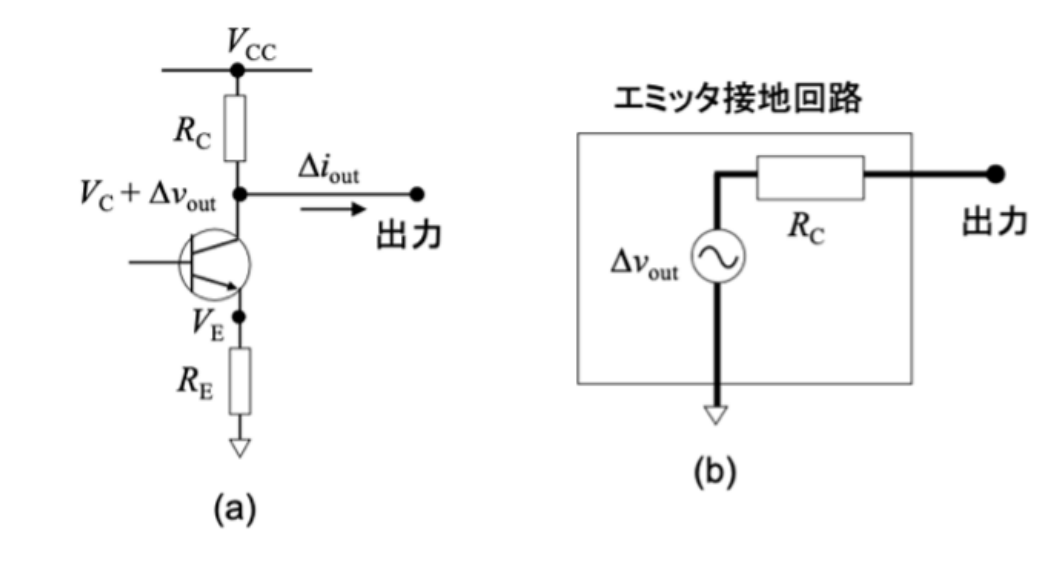 V_CC
R_C
Δi_out
V_C + Δv_out
出力
V_E
R_E
(a)
エミッタ接地回路
R_C
出力
Δv_out
(b)